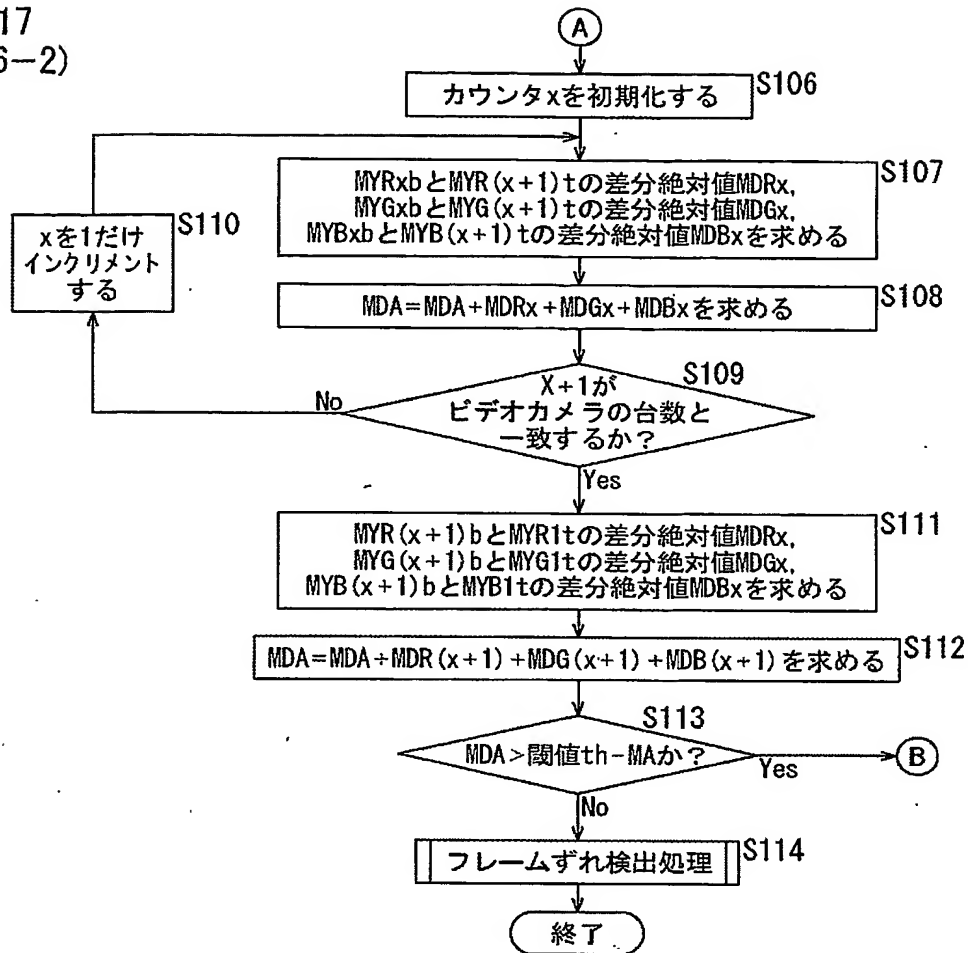 17
6-2)
A
カウンタxを初期化する
S106
MYRxbとMYR(x+1)tの差分絶対値MDRx,
MYGxbとMYG(x+1)tの差分絶対値MDGx,
MYBxbとMYB(x+1)tの差分絶対値MDBxを求める
S107
xを1だけ
インクリメント
する
S110
MDA=MDA+MDRx+MDGx+MDBxを求める
S108
X+1が
ビデオカメラの台数と
一致するか?
S109
No
Yes
MYR(x+1)bとMYR1tの差分絶対値MDRx,
MYG(x+1)bとMYG1tの差分絶対値MDGx,
MYB(x+1)bとMYB1tの差分絶対値MDBxを求める
S111
MDA=MDA+MDR(x+1)+MDG(x+1)+MDB(x+1)を求める
S112
S113
MDA>閾値th-MAか?
Yes
B
No
フレームずれ検出処理
S114
終了